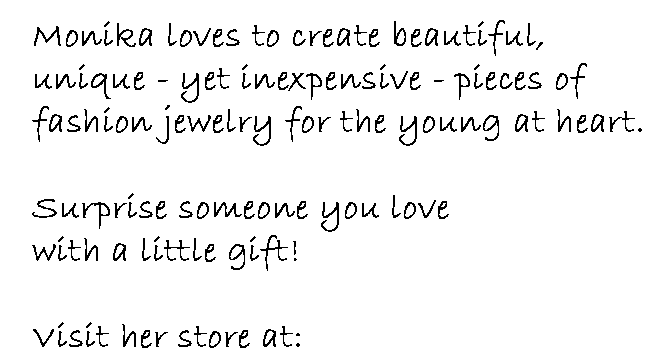 Monika loves to create beautiful,
unique - yet inexpensive - pieces of
fashion jewelry for the young at heart.
Surprise someone you love
with a little gift!
Visit her store at: